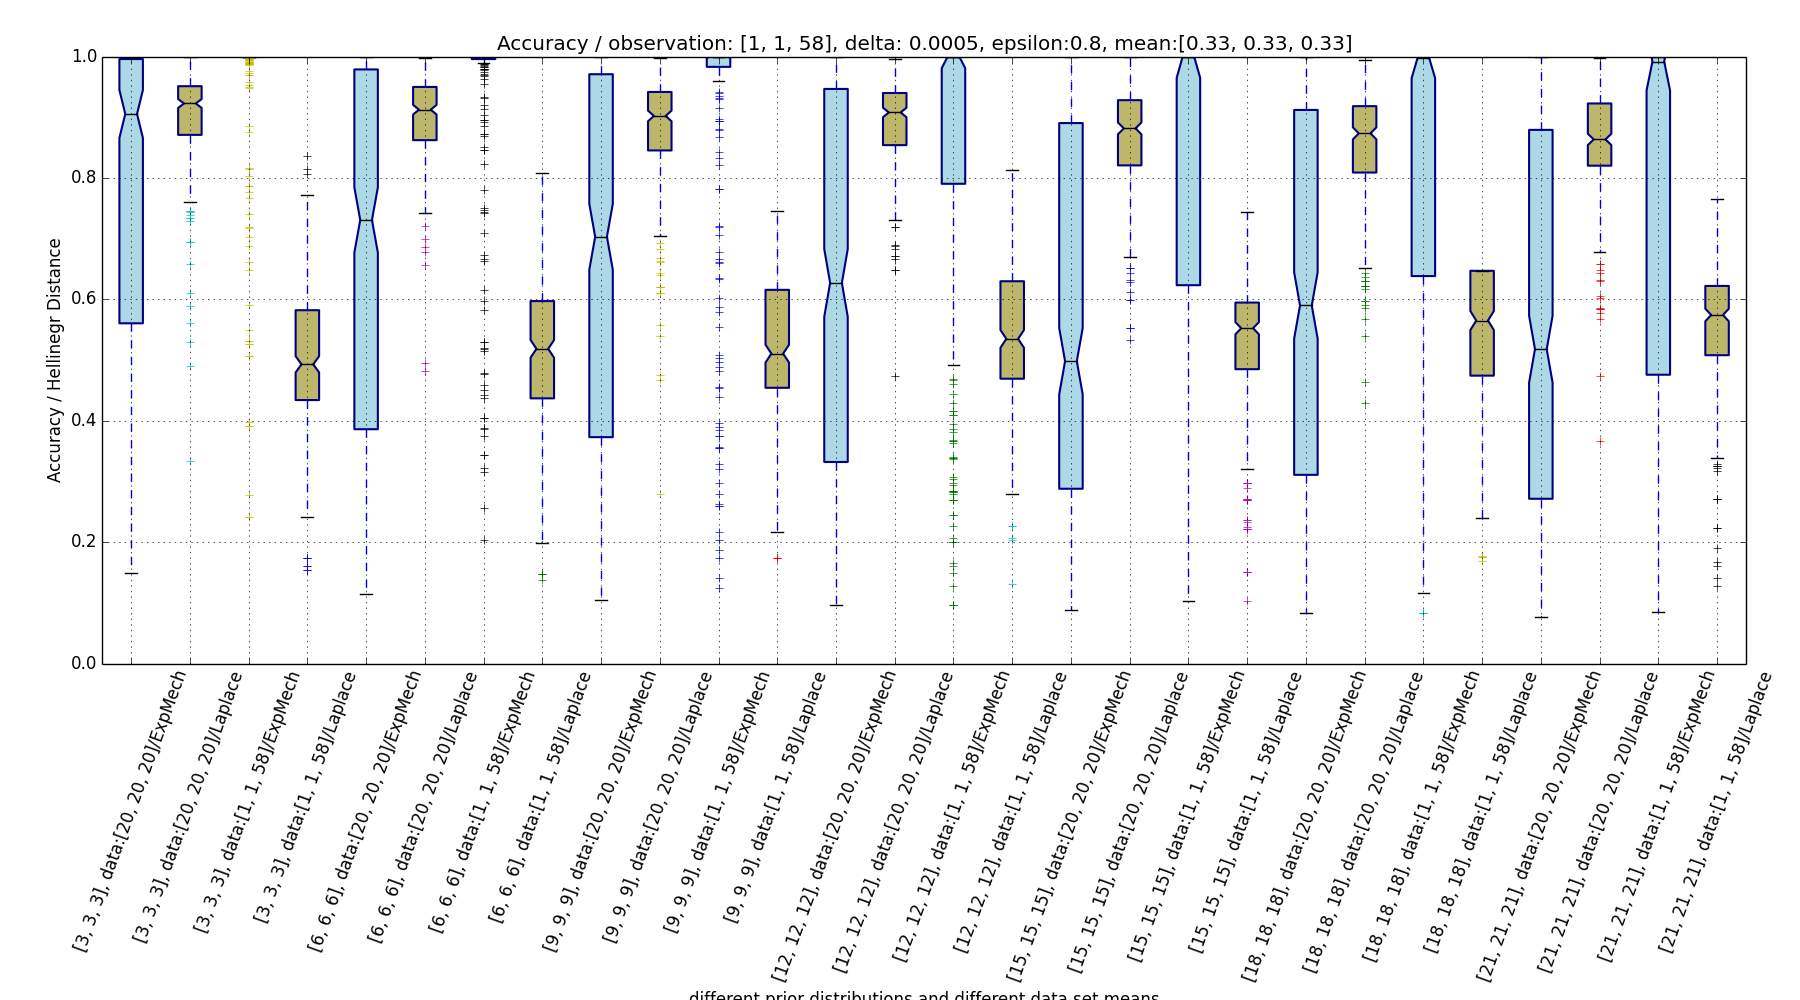 Accuracy / observation: [1, 1, 58], delta: 0.0005, epsilon:0.8, mean:[0.33, 0.33, 0.33]
Accuracy / Hellinegr Distance
1.0
0.8
0.6
0.4
0.2
0.0
[3, 3, 3], data:[20, 20, 20]/ExpMech
[3, 3, 3] data:[20, 20, 20]/Laplace
[3, 3, 3], data:[1, 1, 58]/ExpMech
[3, 3, 3] data:[1, 1, 58]/Laplace
[6, 6, 6], data:[20, 20, 20]/ExpMech
[6, 6, 6] data:[20, 20, 20]/Laplace
[6, 6, 6], data:[1, 1, 58]/ExpMech
[6, 6, 6] data:[1, 1, 58]/Laplace
[9, 9, 9], data:[20, 20, 20]/ExpMech
[9, 9, 9] data:[20, 20, 20]/Laplace
[9, 9, 9], data:[1, 1, 58]/ExpMech
[9, 9, 9] data:[1, 1, 58]/Laplace
[12, 12, 12], data:[20, 20, 20]/ExpMech
[12, 12, 12] data:[20, 20, 20]/Laplace
[12, 12, 12], data:[1, 1, 58]/ExpMech
[12, 12, 12] data:[1, 1, 58]/Laplace
[15, 15, 15], data:[20, 20, 20]/ExpMech
[15, 15, 15] data:[20, 20, 20]/Laplace
[15, 15, 15], data:[1, 1, 58]/ExpMech
[15, 15, 15] data:[1, 1, 58]/Laplace
[18, 18, 18], data:[20, 20, 20]/ExpMech
[18, 18, 18] data:[20, 20, 20]/Laplace
[18, 18, 18], data:[1, 1, 58]/ExpMech
[18, 18, 18] data:[1, 1, 58]/Laplace
[21, 21, 21], data:[20, 20, 20]/ExpMech
[21, 21, 21] data:[20, 20, 20]/Laplace
[21, 21, 21], data:[1, 1, 58]/ExpMech
[21, 21, 21] data:[1, 1, 58]/Laplace
different prior distributions and different data set means